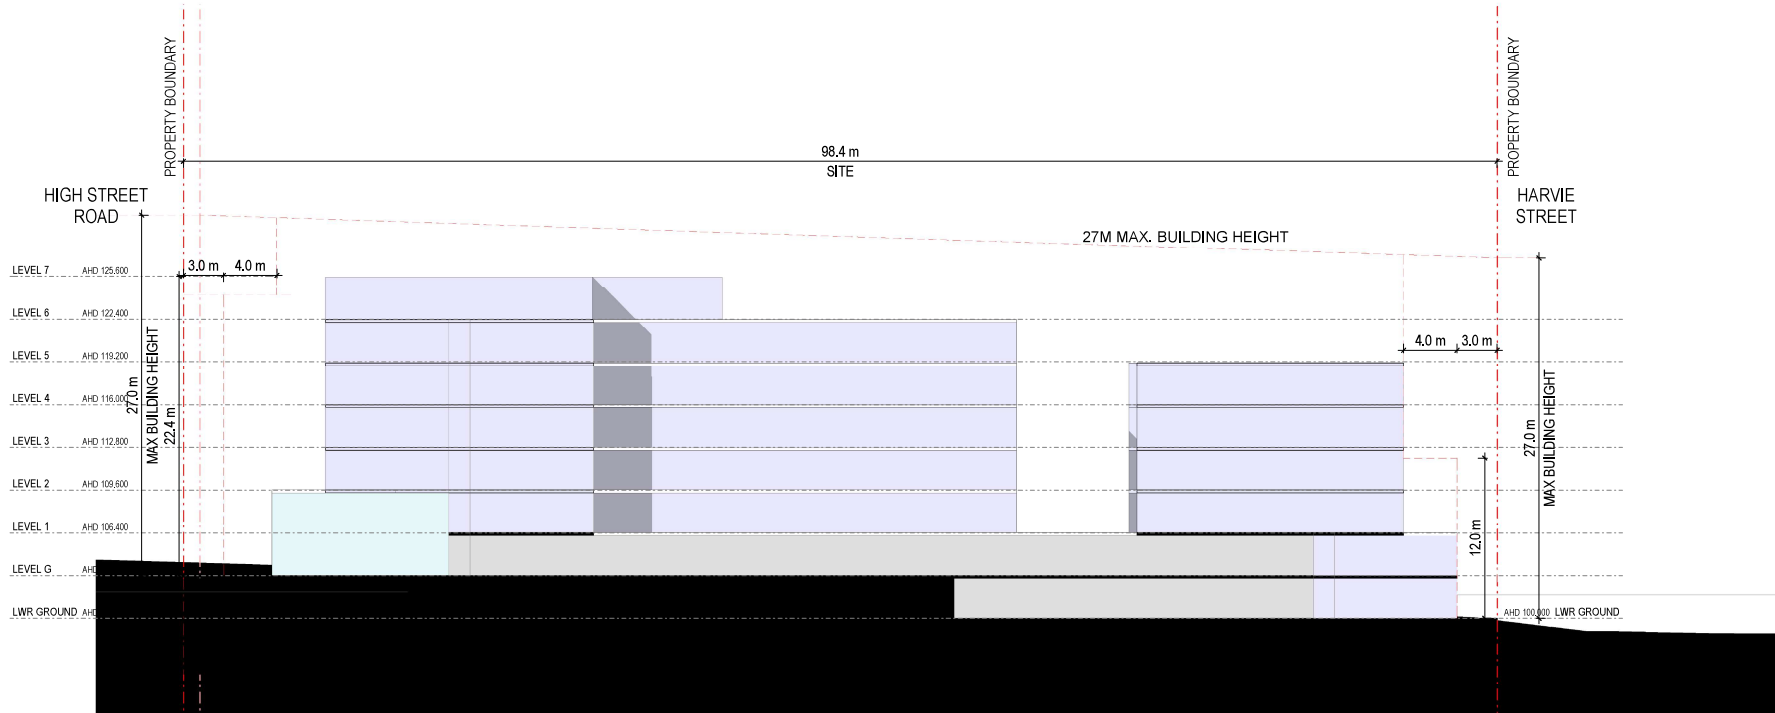 PROPERTY BOUNDARY
PROPERTY BOUNDARY
98.4 m
SITE
HIGH STREET
ROAD
HARVIE
STREET
27M MAX. BUILDING HEIGHT
LEVEL 7 AHD 125.600
3.0 m 4.0 m
LEVEL 6 AHD 122.400
LEVEL 5 AHD 119.200
4.0 m 3.0 m
LEVEL 4 AHD 116.000
LEVEL 3 AHD 112.800
LEVEL 2 AHD 109.600
LEVEL 1 AHD 106.400
LEVEL G AHD
LWR GROUND AHD
27.0 m
MAX BUILDING HEIGHT
22.4 m
12.0 m
27.0 m
MAX BUILDING HEIGHT
AHD 100.000 LWR GROUND